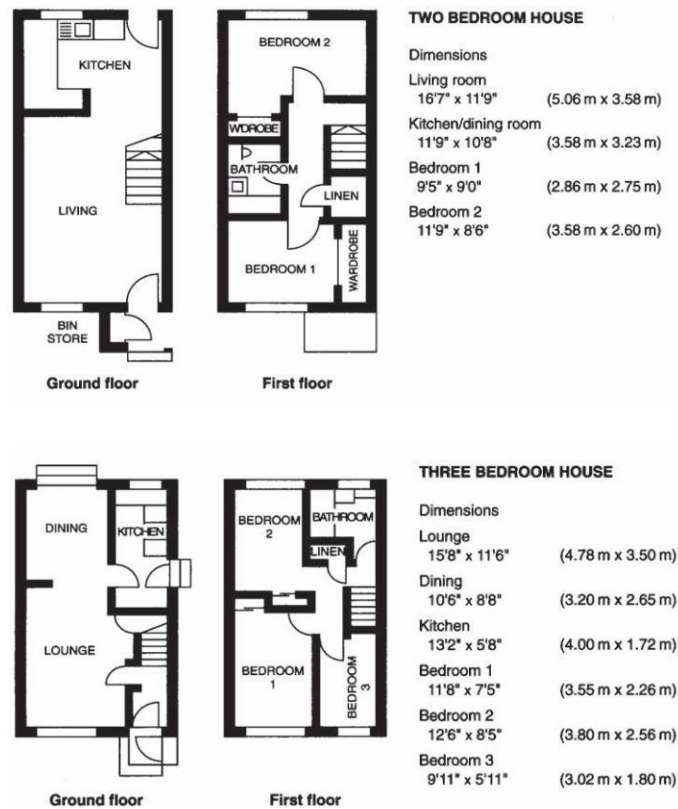 KITCHEN
LIVING
BIN
STORE
Ground floor
BEDROOM 2
W'DROBE
BATHROOM
LINEN
BEDROOM 1
WARDROBE
First floor
TWO BEDROOM HOUSE
Dimensions
Living room
16'7" x 11'9" (5.06 m x 3.58 m)
Kitchen/dining room
11'9" x 10'8" (3.58 m x 3.23 m)
Bedroom 1
9'5" x 9'0" (2.86 m x 2.75 m)
Bedroom 2
11'9" x 8'6" (3.58 m x 2.60 m)
DINING
KITCHEN
LOUNGE
Ground floor
BEDROOM
2
BATHROOM
LINEN
BEDROOM
1
BEDROOM
3
First floor
THREE BEDROOM HOUSE
Dimensions
Lounge
15'8" x 11'6" (4.78 m x 3.50 m)
Dining
10'6" x 8'8" (3.20 m x 2.65 m)
Kitchen
13'2" x 5'8" (4.00 m x 1.72 m)
Bedroom 1
11'8" x 7'5" (3.55 m x 2.26 m)
Bedroom 2
12'6" x 8'5" (3.80 m x 2.56 m)
Bedroom 3
9'11" x 5'11" (3.02 m x 1.80 m)